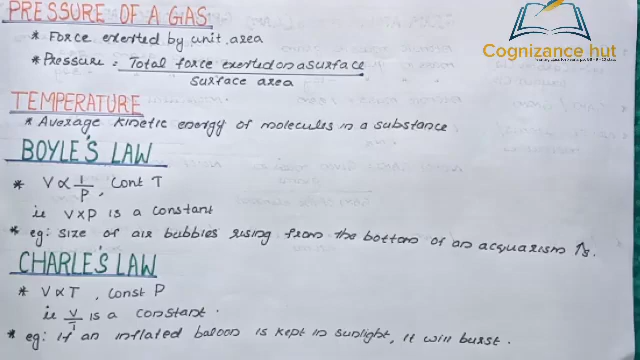 PRESSURE OF A GAS
* Force exerted by unit area
* Pressure = Total force exerted on a surface
surface area
TEMPERATURE
* Average kinetic energy of molecules in a substance
BOYLE'S LAW
* V ∝ 1/P, Cont T
ie V×P is a constant
* eg: size of air bubbles rising from the bottom of an acquarism ↑s.
CHARLE'S LAW
* V ∝ T, Const P
ie V/T is a constant.
* eg: if an inflated baloon is kept in sunlight, it will burst.
Cognizance hut